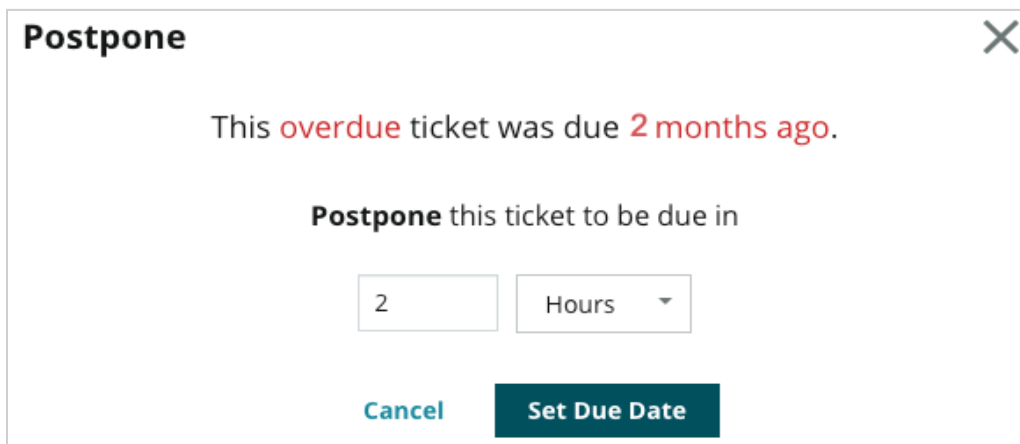 Postpone
This overdue ticket was due 2 months ago.
Postpone this ticket to be due in
2 Hours
Cancel Set Due Date